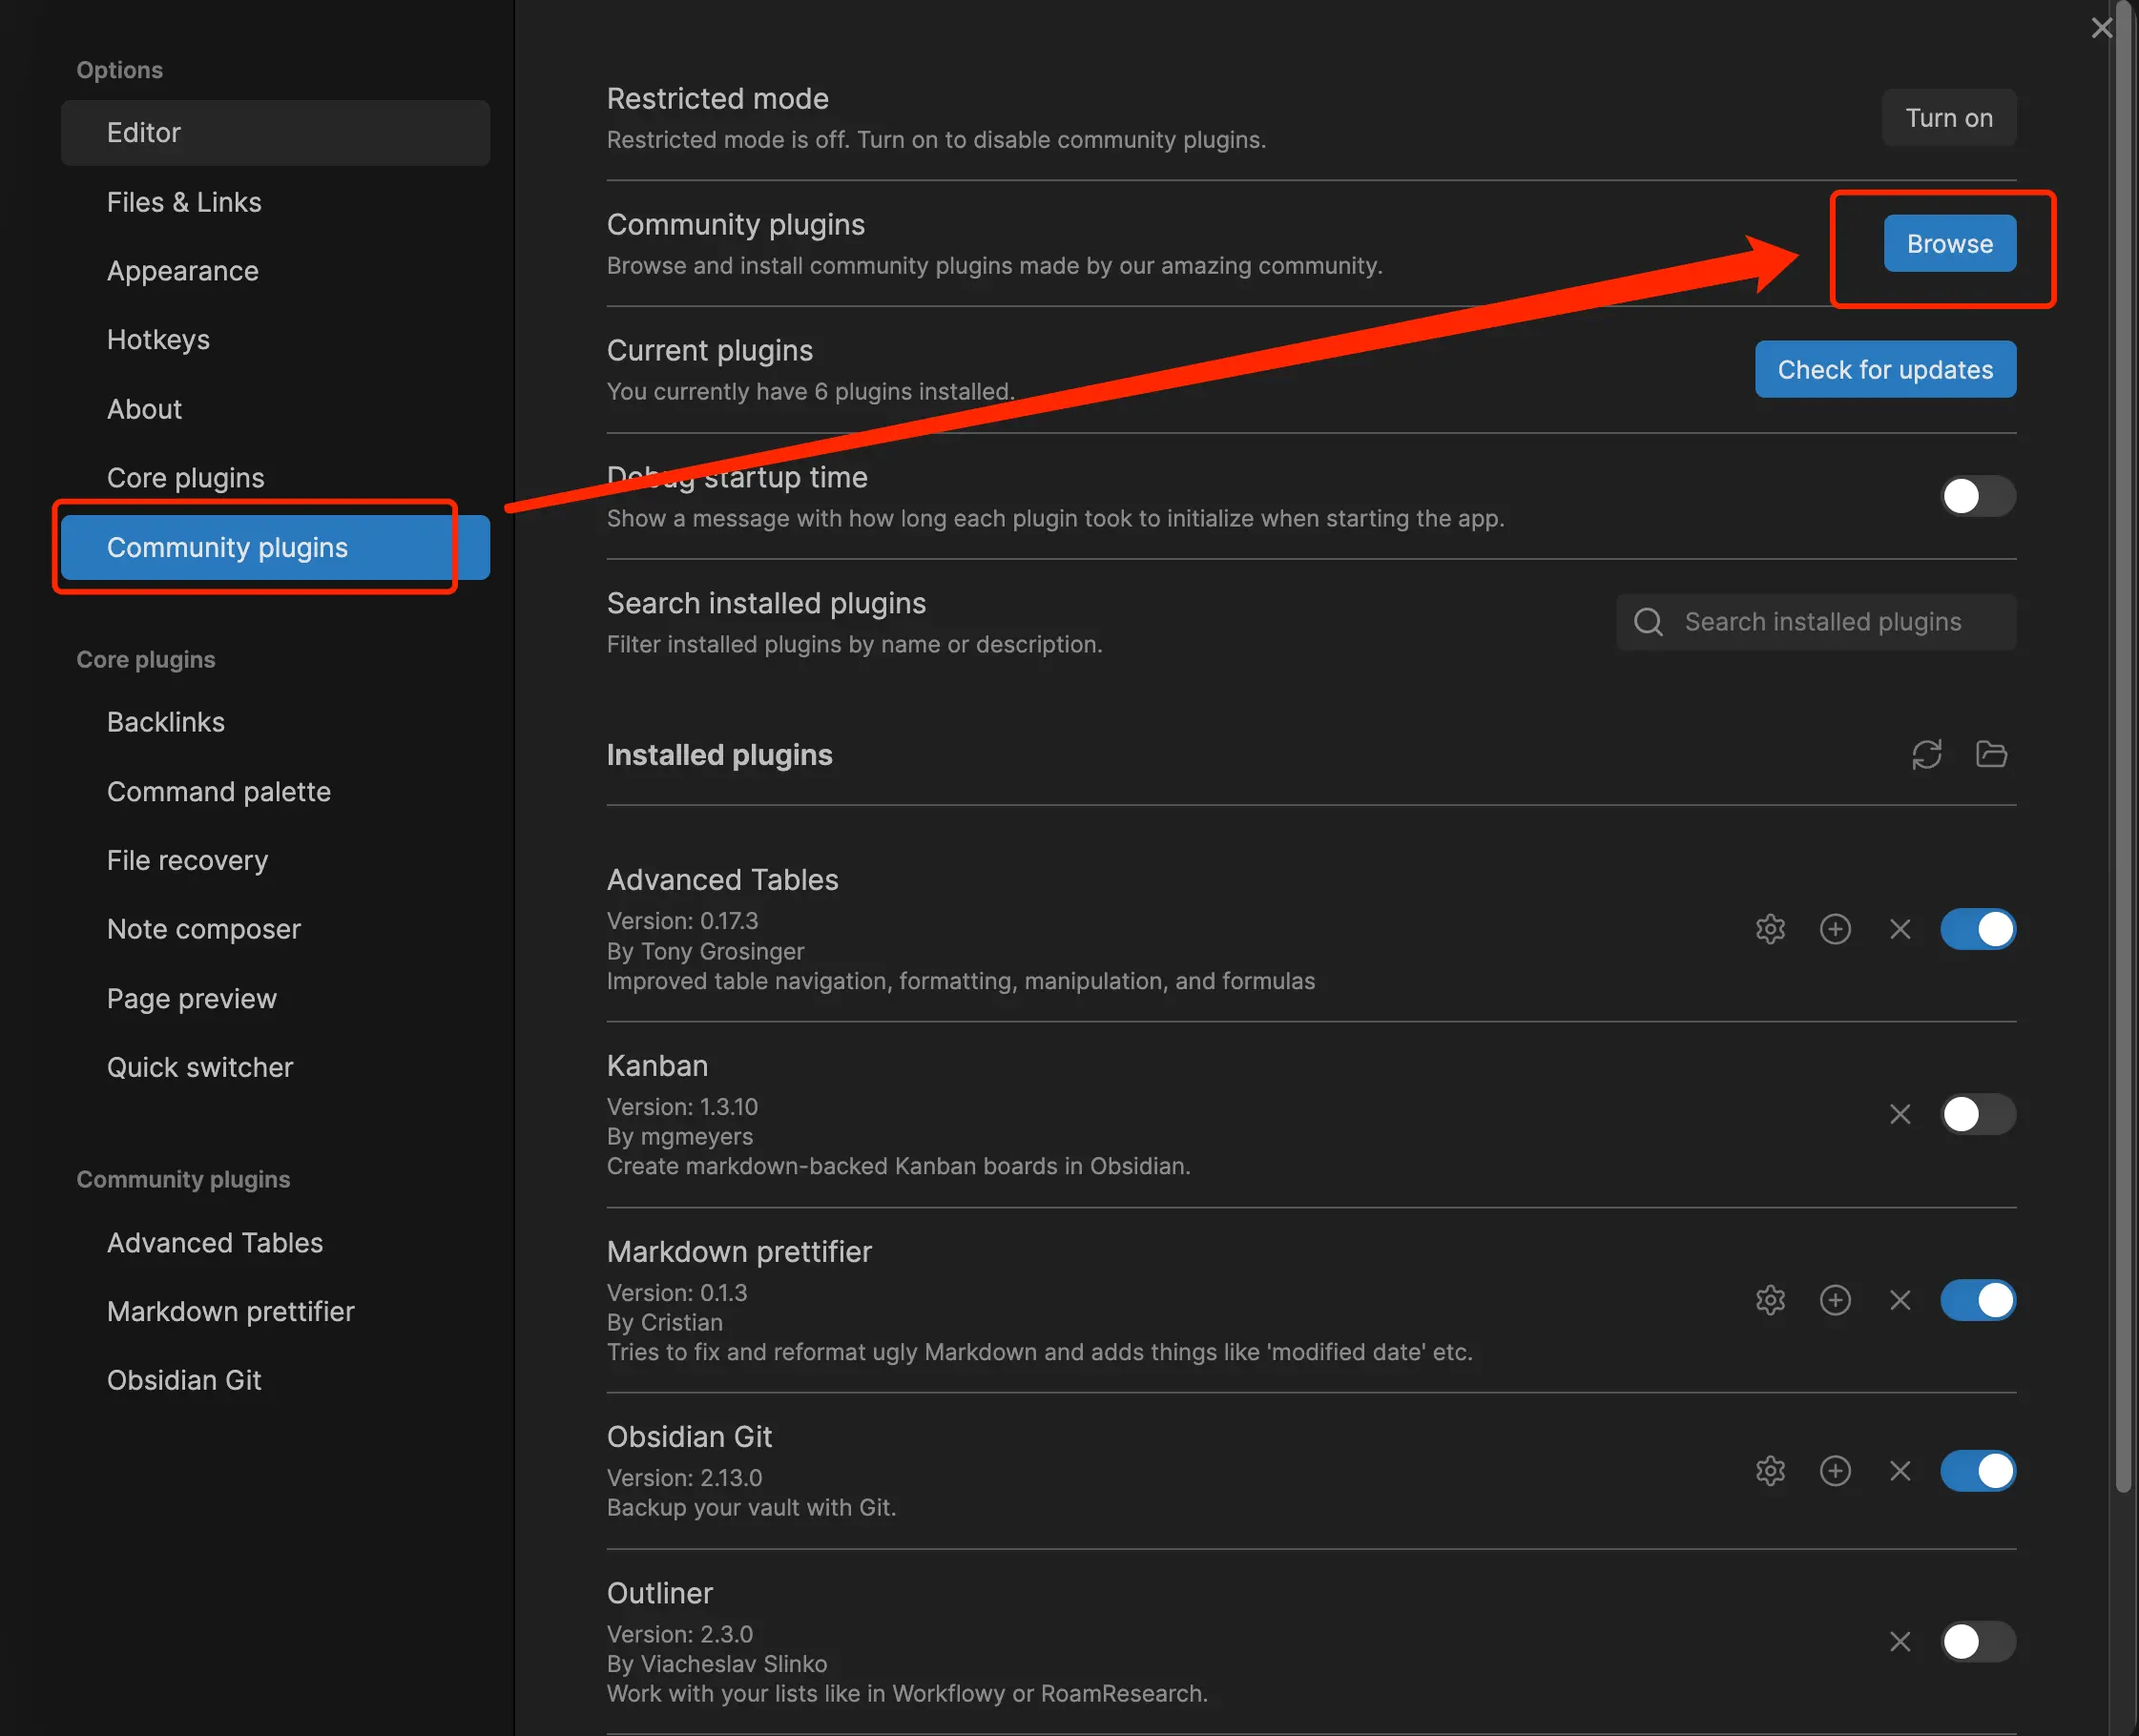 Options
Editor
Files & Links
Appearance
Hotkeys
About
Core plugins
Community plugins
Core plugins
Backlinks
Command palette
File recovery
Note composer
Page preview
Quick switcher
Community plugins
Advanced Tables
Markdown prettifier
Obsidian Git
Restricted mode
Restricted mode is off. Turn on to disable community plugins.
Turn on
Community plugins
Browse and install community plugins made by our amazing community.
Browse
Current plugins
You currently have 6 plugins installed.
Check for updates
Debug startup time
Show a message with how long each plugin took to initialize when starting the app.
Search installed plugins
Filter installed plugins by name or description.
Search installed plugins
Installed plugins
Advanced Tables
Version: 0.17.3
By Tony Grosinger
Improved table navigation, formatting, manipulation, and formulas
Kanban
Version: 1.3.10
By mgmeyers
Create markdown-backed Kanban boards in Obsidian.
Markdown prettifier
Version: 0.1.3
By Cristian
Tries to fix and reformat ugly Markdown and adds things like 'modified date' etc.
Obsidian Git
Version: 2.13.0
Backup your vault with Git.
Outliner
Version: 2.3.0
By Viacheslav Slinko
Work with your lists like in Workflowy or RoamResearch.